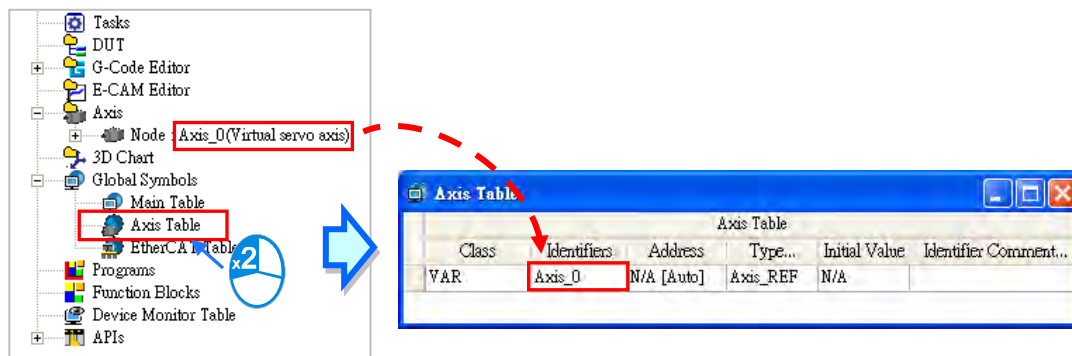 Tasks
DUT
G-Code Editor
E-CAM Editor
Axis
Node : Axis_0(Virtual servo axis)
3D Chart
Global Symbols
Main Table
Axis Table
EtherCAT Table
x2
Programs
Function Blocks
Device Monitor Table
APIs
Axis Table
Axis Table
Class Identifiers Address Type... Initial Value Identifier Comment...
VAR Axis_0 N/A [Auto] Axis_REF N/A